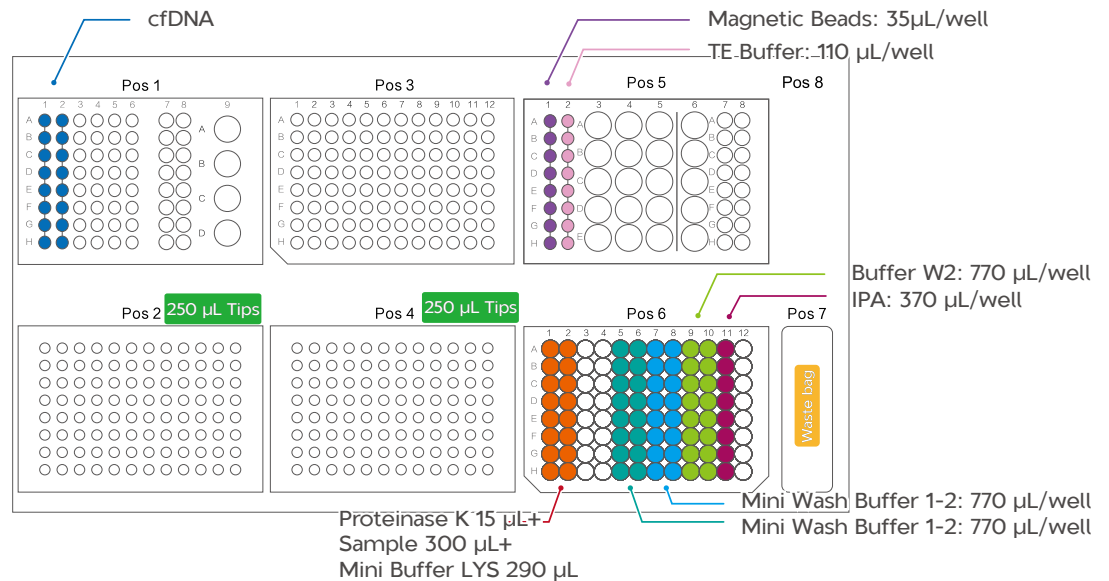 cfDNA
Magnetic Beads: 35µL/well
TE Buffer: 110 µL/well
Pos 1
Pos 3
Pos 5
Pos 8
1 2 3 4 5 6 7 8 9
1 2 3 4 5 6 7 8 9 10 11 12
1 2 3 4 5 6 7 8
A A A A A
B B B B B
C C C C C
D D D D D
E E E E
F F F F
G G G G
H H H H
Buffer W2: 770 µL/well
IPA: 370 µL/well
Pos 2
250 µL Tips
Pos 4
250 µL Tips
Pos 6
Pos 7
1 2 3 4 5 6 7 8 9 10 11 12
A
B
C
D
E
F
G
H
Waste bag
Mini Wash Buffer 1-2: 770 µL/well
Mini Wash Buffer 1-2: 770 µL/well
Proteinase K 15 µL+
Sample 300 µL+
Mini Buffer LYS 290 µL